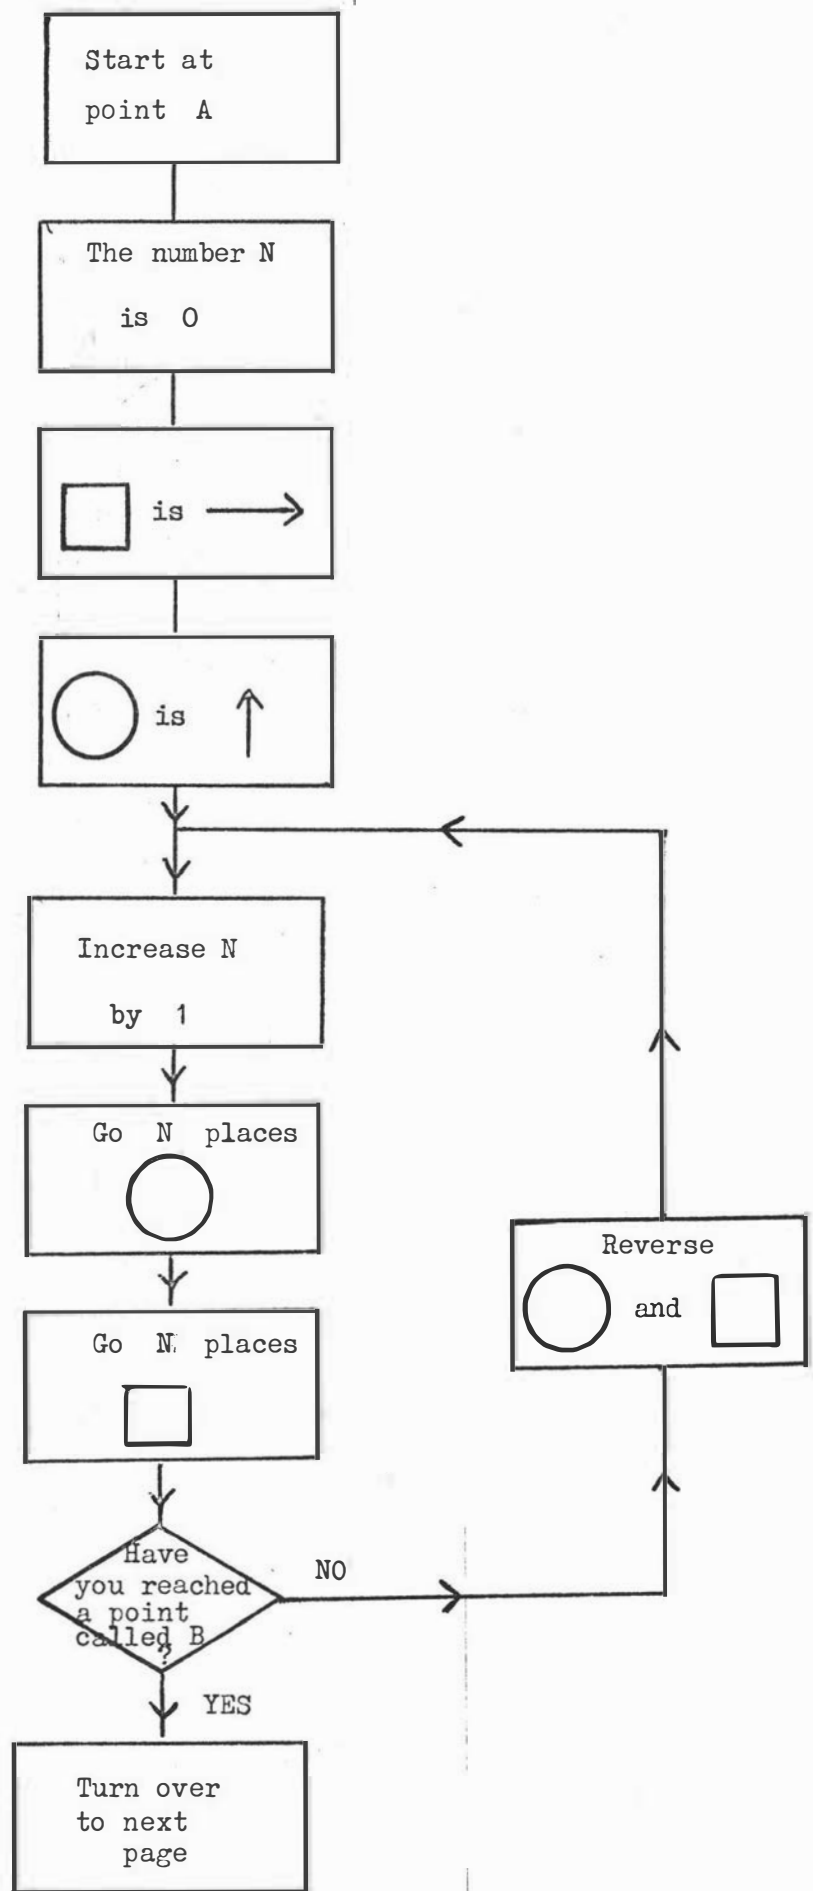 Start at
point A
The number N
is 0
is
is
Increase N
by 1
Go N places
Go N places
Reverse
and
Have
you reached
a point
called B
?
NO
YES
Turn over
to next
page